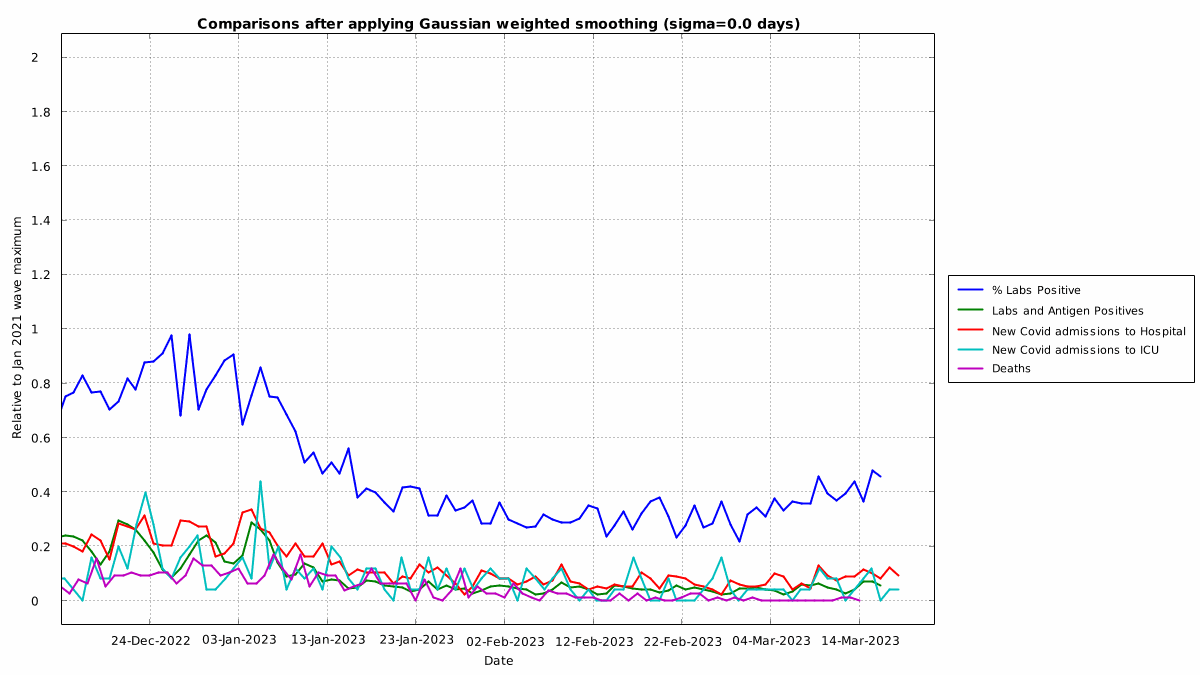 Comparisons after applying Gaussian weighted smoothing (sigma=0.0 days)
Relative to Jan 2021 wave maximum
2
1.8
1.6
1.4
1.2
1
0.8
0.6
0.4
0.2
0
24-Dec-2022 03-Jan-2023 13-Jan-2023 23-Jan-2023 02-Feb-2023 12-Feb-2023 22-Feb-2023 04-Mar-2023 14-Mar-2023
Date
% Labs Positive
Labs and Antigen Positives
New Covid admissions to Hospital
New Covid admissions to ICU
Deaths